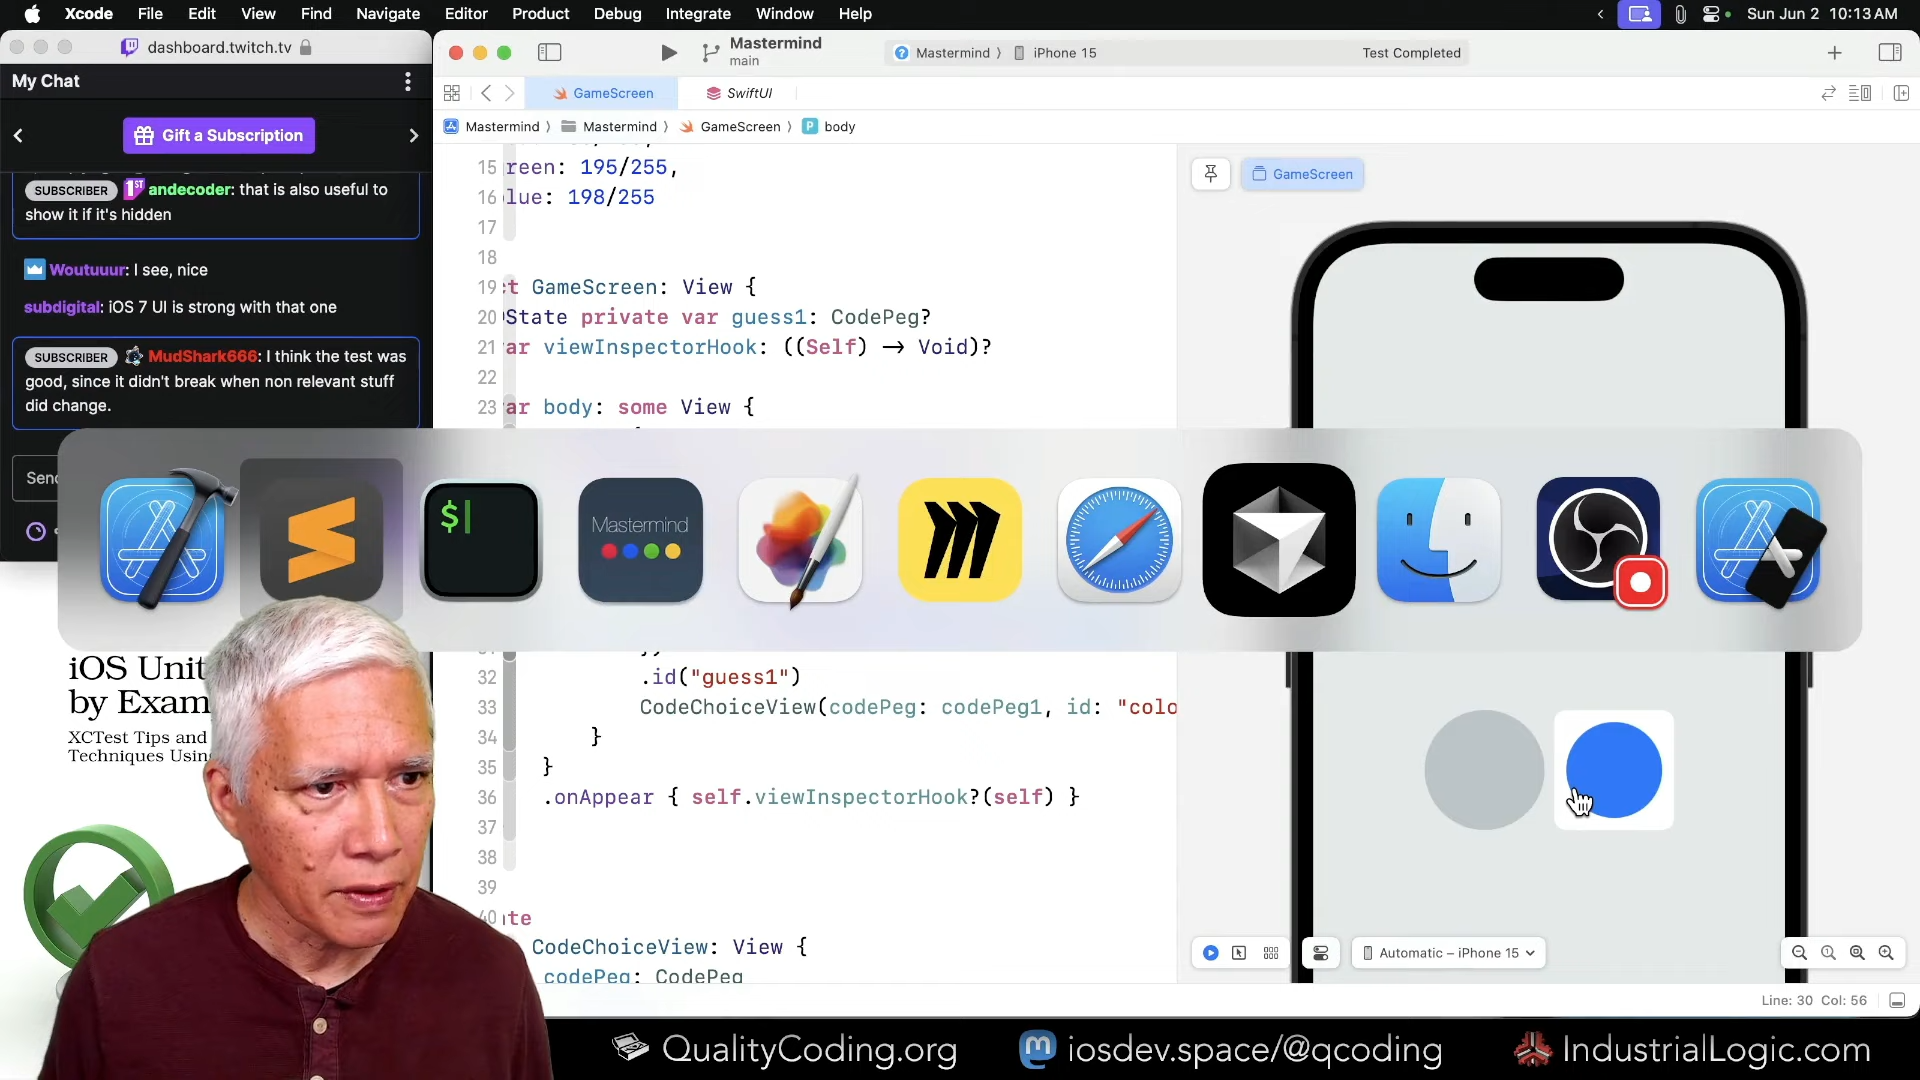 Xcode File Edit View Find Navigate Editor Product Debug Integrate Window Help
Sun Jun 2 10:13 AM
dashboard.twitch.tv
My Chat
Gift a Subscription
SUBSCRIBER 1ST andecoder: that is also useful to
show it if it's hidden
Woutuuur: I see, nice
subdigital: iOS 7 UI is strong with that one
SUBSCRIBER MudShark666: I think the test was
good, since it didn't break when non relevant stuff
did change.
Send
Mastermind
main
Mastermind 〉 iPhone 15
Test Completed
GameScreen
SwiftUI
Mastermind 〉 Mastermind 〉 GameScreen 〉 P body
15 reen: 195/255,
16 lue: 198/255
17
18
19 ct GameScreen: View {
20 State private var guess1: CodePeg?
21 ar viewInspectorHook: ((Self) → Void)?
22
23 ar body: some View {
32 .id("guess1")
33 CodeChoiceView(codePeg: codePeg1, id: "colo
34 }
35 }
36 .onAppear { self.viewInspectorHook?(self) }
37
38
39
40 ate
CodeChoiceView: View {
codePeg: CodePeg
GameScreen
$
Mastermind
Automatic – iPhone 15
Line: 30 Col: 56
iOS Unit
by Exam
XCTest Tips and
Techniques Usin
QualityCoding.org
iosdev.space/@qcoding
IndustrialLogic.com